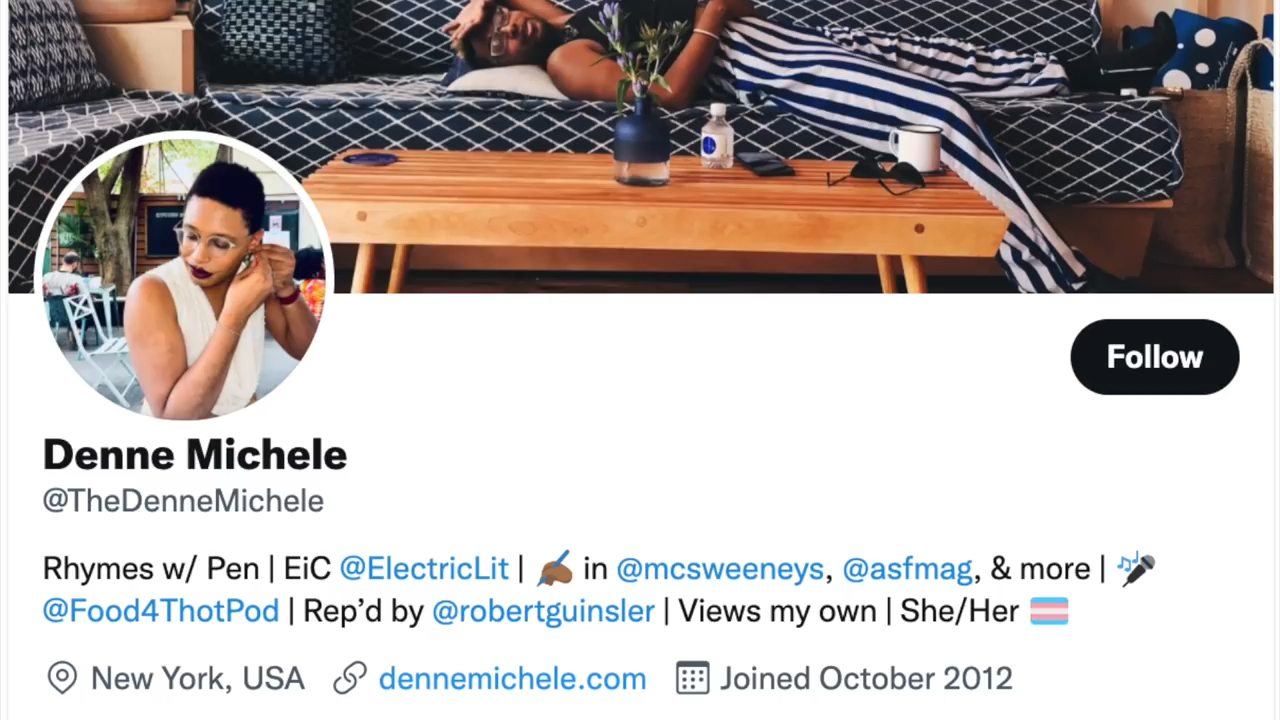 Follow
Denne Michele
@TheDenneMichele
Rhymes w/ Pen | EiC @ElectricLit | ✍🏾 in @mcsweeneys, @asfmag, & more | 🎤
@Food4ThotPod | Rep’d by @robertguinsler | Views my own | She/Her 🏳️‍⚧️
New York, USA dennemichele.com Joined October 2012